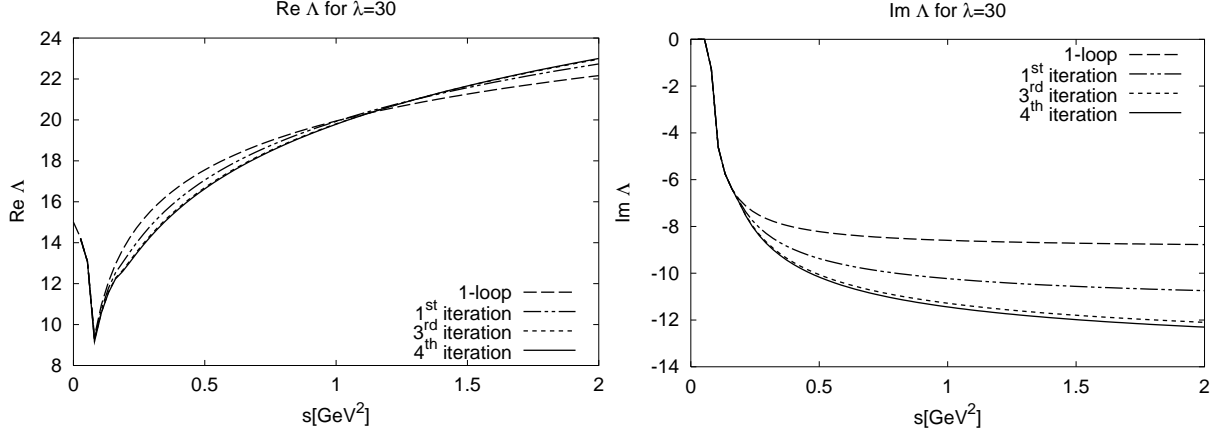 Re Λ for λ=30
24
22
20
18
16
14
12
10
8
Re Λ
0
0.5
1
1.5
2
s[GeV²]
1-loop
1ˢᵗ iteration
3ʳᵈ iteration
4ᵗʰ iteration
Im Λ for λ=30
0
-2
-4
-6
-8
-10
-12
-14
Im Λ
0
0.5
1
1.5
2
s[GeV²]
1-loop
1ˢᵗ iteration
3ʳᵈ iteration
4ᵗʰ iteration